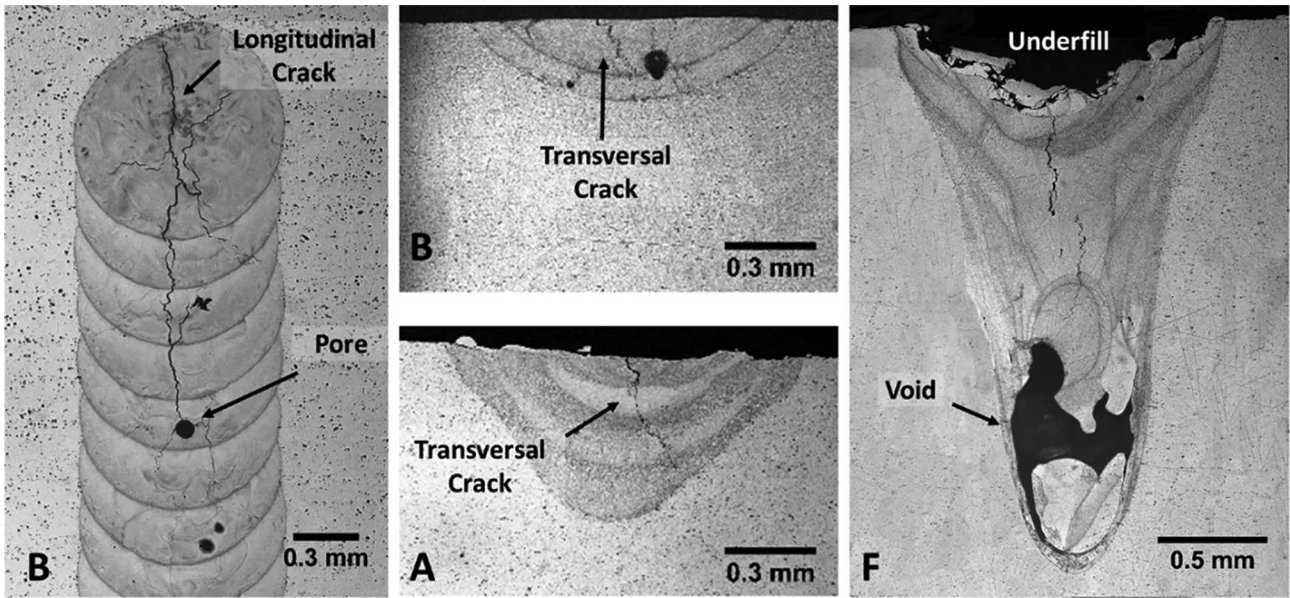 Longitudinal
Crack
Pore
B
0.3 mm
Transversal
Crack
B
0.3 mm
Transversal
Crack
A
0.3 mm
Underfill
Void
F
0.5 mm